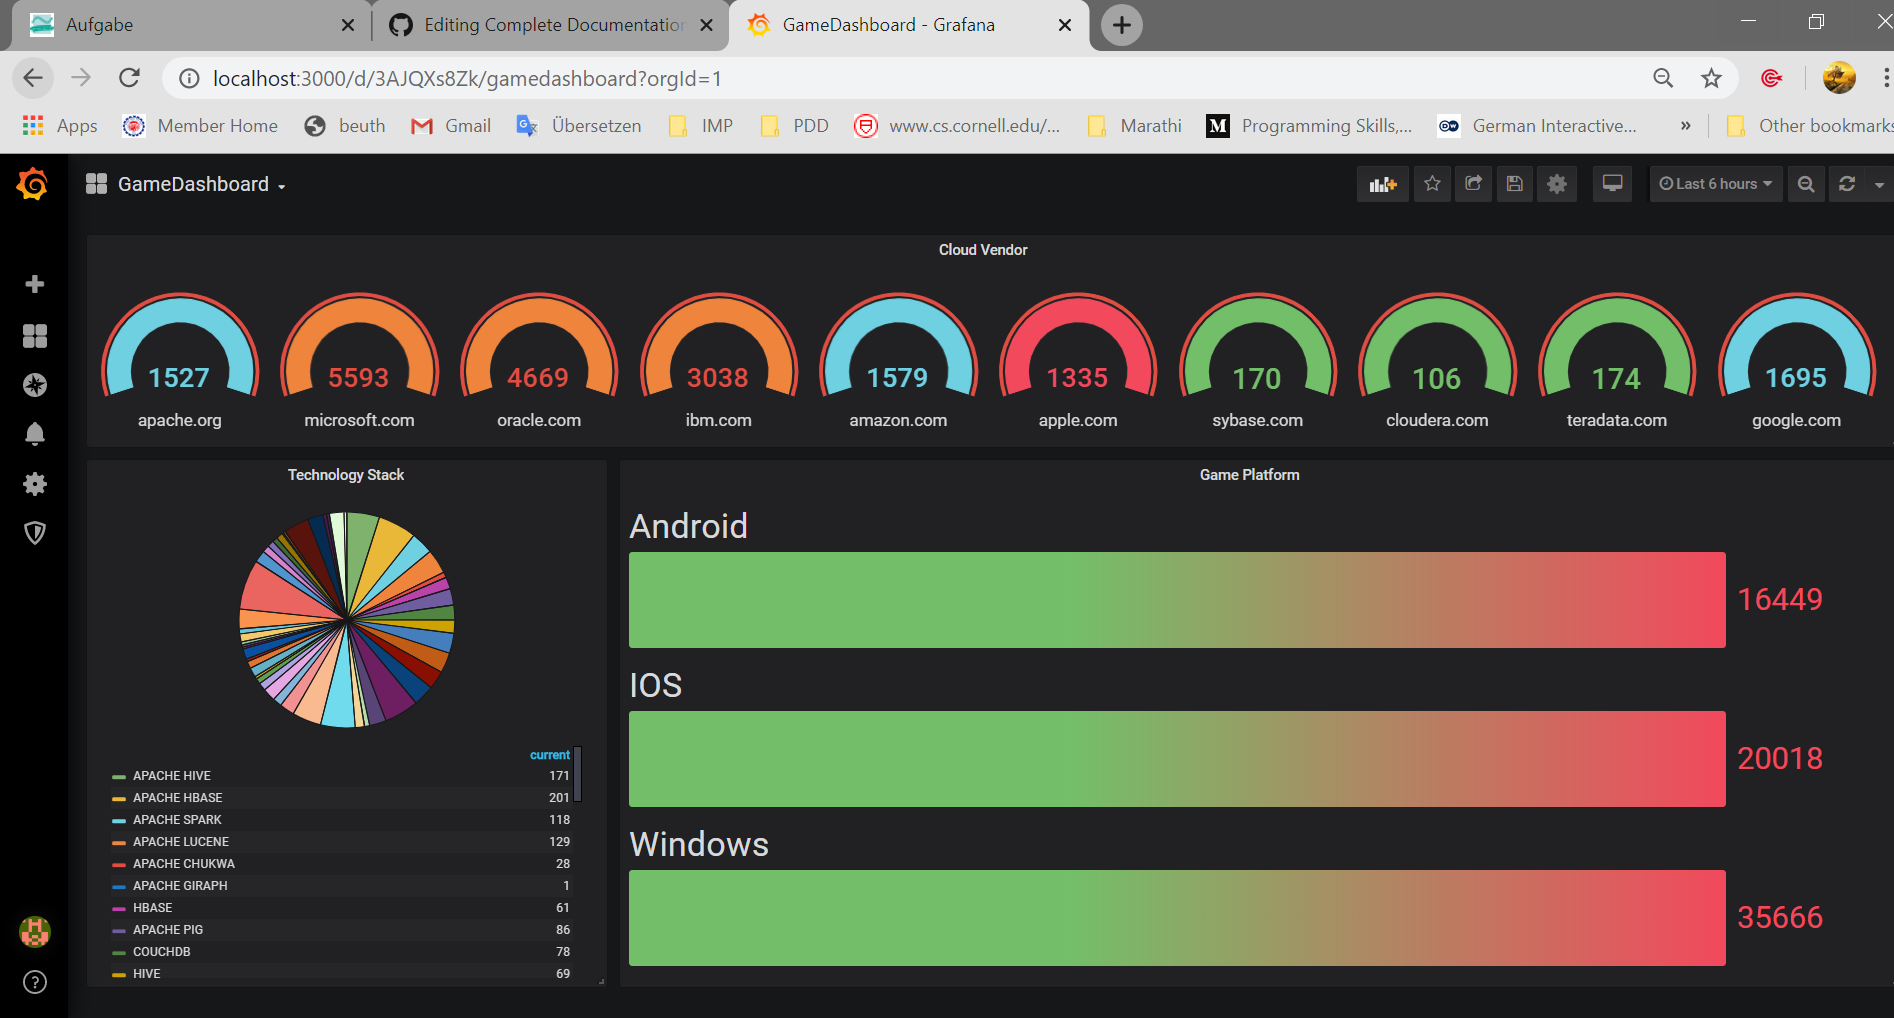 Aufgabe
Editing Complete Documentation
GameDashboard - Grafana
localhost:3000/d/3AJQXs8Zk/gamedashboard?orgId=1
Apps Member Home beuth Gmail Übersetzen IMP PDD www.cs.cornell.edu/... Marathi Programming Skills,... German Interactive... » Other bookmarks
GameDashboard
Last 6 hours
Cloud Vendor
1527 5593 4669 3038 1579 1335 170 106 174 1695
apache.org microsoft.com oracle.com ibm.com amazon.com apple.com sybase.com cloudera.com teradata.com google.com
Technology Stack
current
APACHE HIVE 171
APACHE HBASE 201
APACHE SPARK 118
APACHE LUCENE 129
APACHE CHUKWA 28
APACHE GIRAPH 1
HBASE 61
APACHE PIG 86
COUCHDB 78
HIVE 69
Game Platform
Android
16449
IOS
20018
Windows
35666